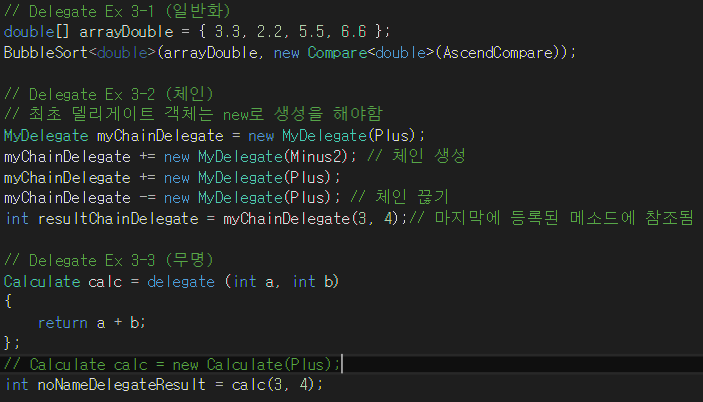 // Delegate Ex 3-1 (일반화)
double[] arrayDouble = { 3.3, 2.2, 5.5, 6.6 };
BubbleSort<double>(arrayDouble, new Compare<double>(AscendCompare));
// Delegate Ex 3-2 (체인)
// 최초 델리게이트 객체는 new로 생성을 해야함
MyDelegate myChainDelegate = new MyDelegate(Plus);
myChainDelegate += new MyDelegate(Minus2); // 체인 생성
myChainDelegate += new MyDelegate(Plus);
myChainDelegate -= new MyDelegate(Plus); // 체인 끊기
int resultChainDelegate = myChainDelegate(3, 4);// 마지막에 등록된 메소드에 참조됨
// Delegate Ex 3-3 (무명)
Calculate calc = delegate (int a, int b)
{
    return a + b;
};
// Calculate calc = new Calculate(Plus);
int noNameDelegateResult = calc(3, 4);